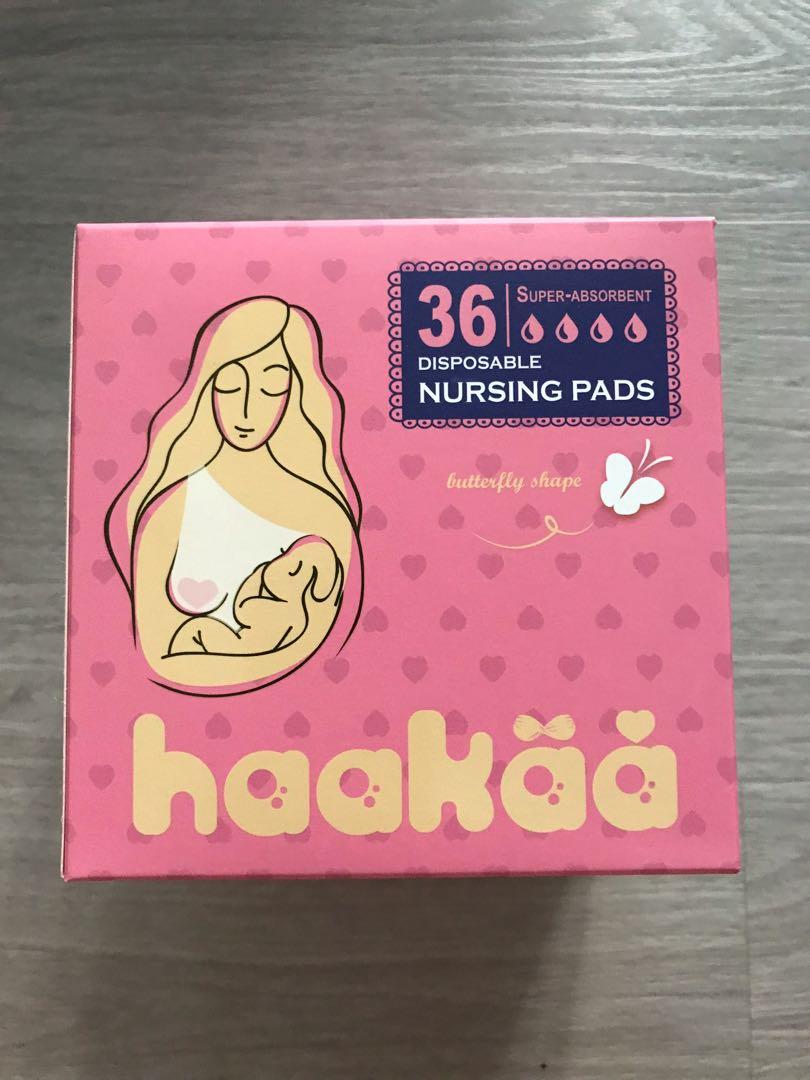 36
SUPER-ABSORBENT
DISPOSABLE
NURSING PADS
butterfly shape
haakaa